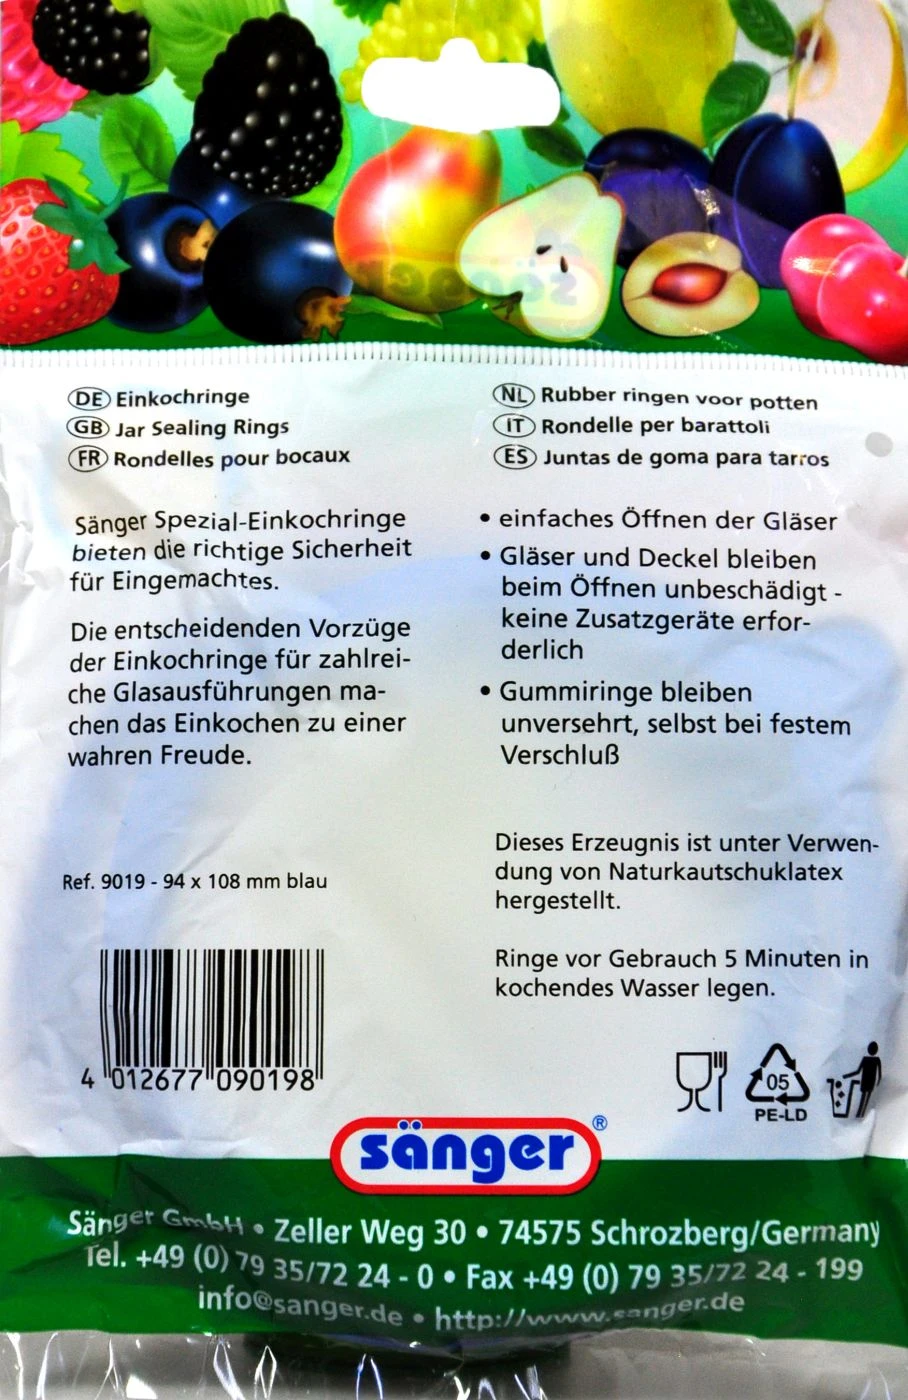 DE Einkochringe
GB Jar Sealing Rings
FR Rondelles pour bocaux
NL Rubber ringen voor potten
IT Rondelle per barattoli
ES Juntas de goma para tarros
Sänger Spezial-Einkochringe
bieten die richtige Sicherheit
für Eingemachtes.
Die entscheidenden Vorzüge
der Einkochringe für zahlrei-
che Glasausführungen ma-
chen das Einkochen zu einer
wahren Freude.
Ref. 9019 - 94 x 108 mm blau
4 012677 090198
• einfaches Öffnen der Gläser
• Gläser und Deckel bleiben
beim Öffnen unbeschädigt -
keine Zusatzgeräte erfor-
derlich
• Gummiringe bleiben
unversehrt, selbst bei festem
Verschluß
Dieses Erzeugnis ist unter Verwen-
dung von Naturkautschuklatex
hergestellt.
Ringe vor Gebrauch 5 Minuten in
kochendes Wasser legen.
05
PE-LD
sänger ®
Sänger GmbH • Zeller Weg 30 • 74575 Schrozberg/Germany
Tel. +49 (0) 79 35/72 24 - 0 • Fax +49 (0) 79 35/72 24 - 199
info@sanger.de • http://www.sanger.de